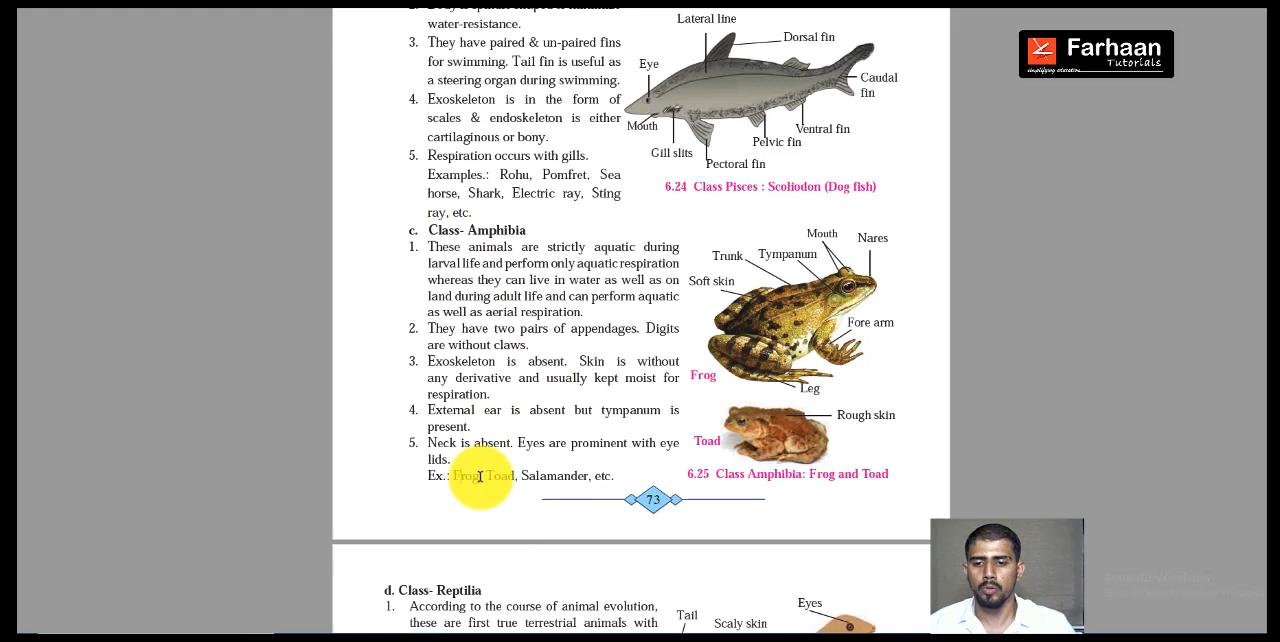 water-resistance.
3. They have paired & un-paired fins
for swimming. Tail fin is useful as
a steering organ during swimming.
4. Exoskeleton is in the form of
scales & endoskeleton is either
cartilaginous or bony.
5. Respiration occurs with gills.
Examples.: Rohu, Pomfret, Sea
horse, Shark, Electric ray, Sting
ray, etc.
Lateral line
Dorsal fin
Eye
Caudal
fin
Mouth
Ventral fin
Pelvic fin
Gill slits
Pectoral fin
6.24 Class Pisces : Scoliodon (Dog fish)
c. Class- Amphibia
1. These animals are strictly aquatic during
larval life and perform only aquatic respiration
whereas they can live in water as well as on
land during adult life and can perform aquatic
as well as aerial respiration.
2. They have two pairs of appendages. Digits
are without claws.
3. Exoskeleton is absent. Skin is without
any derivative and usually kept moist for
respiration.
4. External ear is absent but tympanum is
present.
5. Neck is absent. Eyes are prominent with eye
lids.
Ex.: Frog, Toad, Salamander, etc.
Mouth
Nares
Trunk
Tympanum
Soft skin
Fore arm
Frog
Leg
Rough skin
Toad
6.25 Class Amphibia: Frog and Toad
73
d. Class- Reptilia
1. According to the course of animal evolution,
these are first true terrestrial animals with
Tail
Scaly skin
Eyes
Farhaan
Tutorials
simplifying education